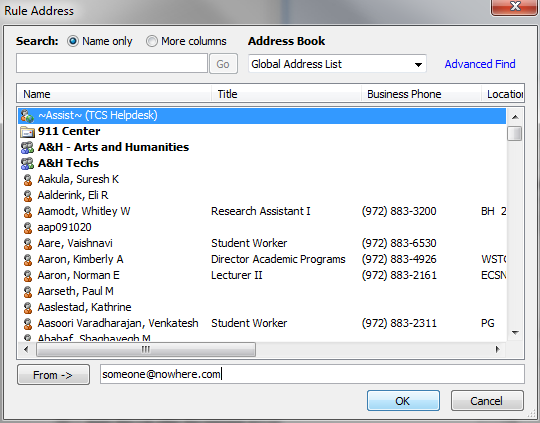 Rule Address
Search: Name only More columns Address Book
Go Global Address List Advanced Find
Name Title Business Phone Location
~Assist~ (TCS Helpdesk)
911 Center
A&H - Arts and Humanities
A&H Techs
Aakula, Suresh K
Aalderink, Eli R
Aamodt, Whitley W Research Assistant I (972) 883-3200 BH 2
aap091020
Aare, Vaishnavi Student Worker (972) 883-6530
Aaron, Kimberly A Director Academic Programs (972) 883-4926 WSTC
Aaron, Norman E Lecturer II (972) 883-2161 ECSN
Aarseth, Paul M
Aaslestad, Kathrine
Aasoori Varadharajan, Venkatesh Student Worker (972) 883-2311 PG
Ababaf, Shaghayegh M
From -> someone@nowhere.com
OK Cancel